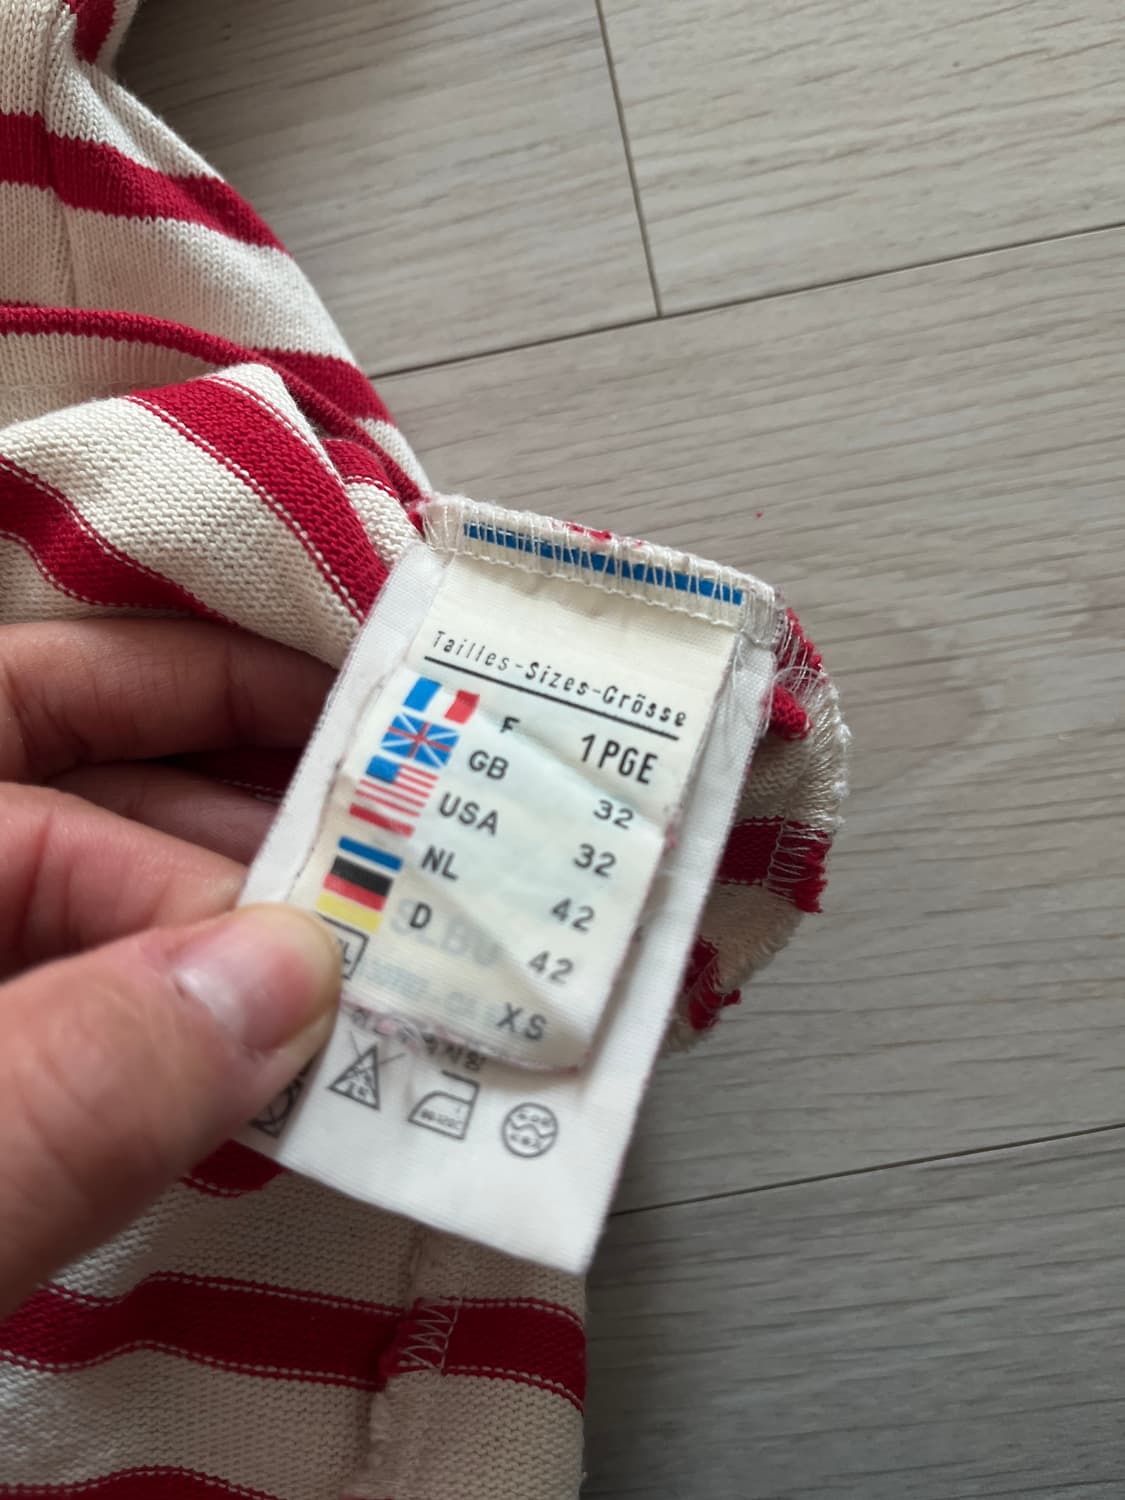 Tailles-Sizes-Grösse
F 1PGE
GB 32
USA 32
NL 42
D 42
XS